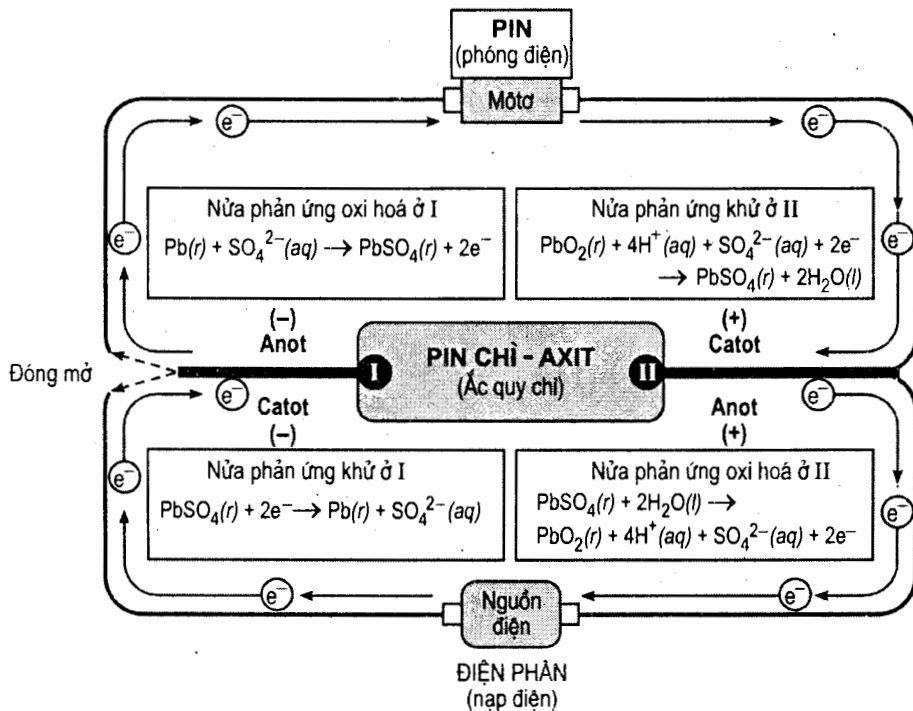 PIN
(phóng điện)
Môtơ
e⁻
e⁻
e⁻
e⁻
Nửa phản ứng oxi hoá ở I
Pb(r) + SO₄²⁻(aq) → PbSO₄(r) + 2e⁻
Nửa phản ứng khử ở II
PbO₂(r) + 4H⁺(aq) + SO₄²⁻(aq) + 2e⁻
→ PbSO₄(r) + 2H₂O(l)
(–)
Anot
(+)
Catot
Đóng mở
I
PIN CHÌ - AXIT
(Ắc quy chì)
II
e⁻
e⁻
Catot
(–)
Anot
(+)
e⁻
e⁻
Nửa phản ứng khử ở I
PbSO₄(r) + 2e⁻ → Pb(r) + SO₄²⁻(aq)
Nửa phản ứng oxi hoá ở II
PbSO₄(r) + 2H₂O(l) →
PbO₂(r) + 4H⁺(aq) + SO₄²⁻(aq) + 2e⁻
e⁻
e⁻
Nguồn
điện
ĐIỆN PHÂN
(nạp điện)